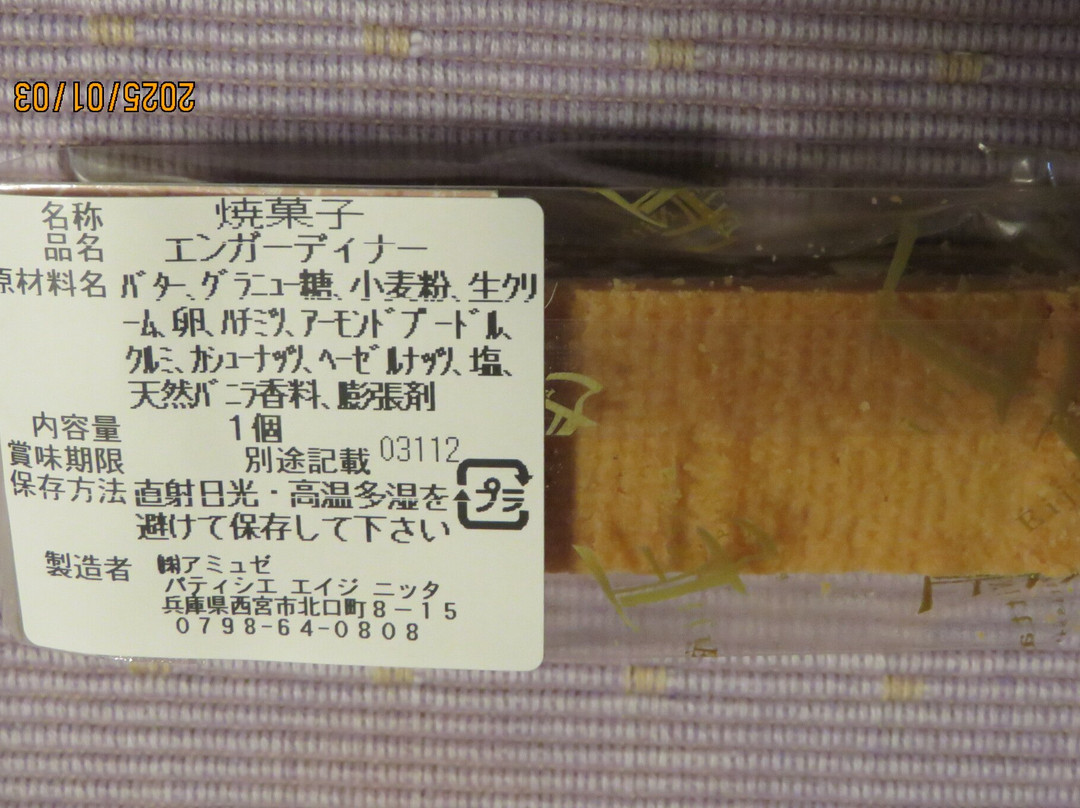 2025/01/03
名称 焼菓子
品名 エンガーディナー
原材料名 バター、グラニュー糖、小麦粉、生クリ
ーム、卵、ハチミツ、アーモンドプードル、
クルミ、カシューナッツ、ヘーゼルナッツ、塩、
天然バニラ香料、膨張剤
内容量 1個
賞味期限 別途記載 03112
保存方法 直射日光・高温多湿を
避けて保存して下さい
プラ
製造者 ㈱アミュゼ
パティシエ エイジ ニッタ
兵庫県西宮市北口町8-15
0798-64-0808